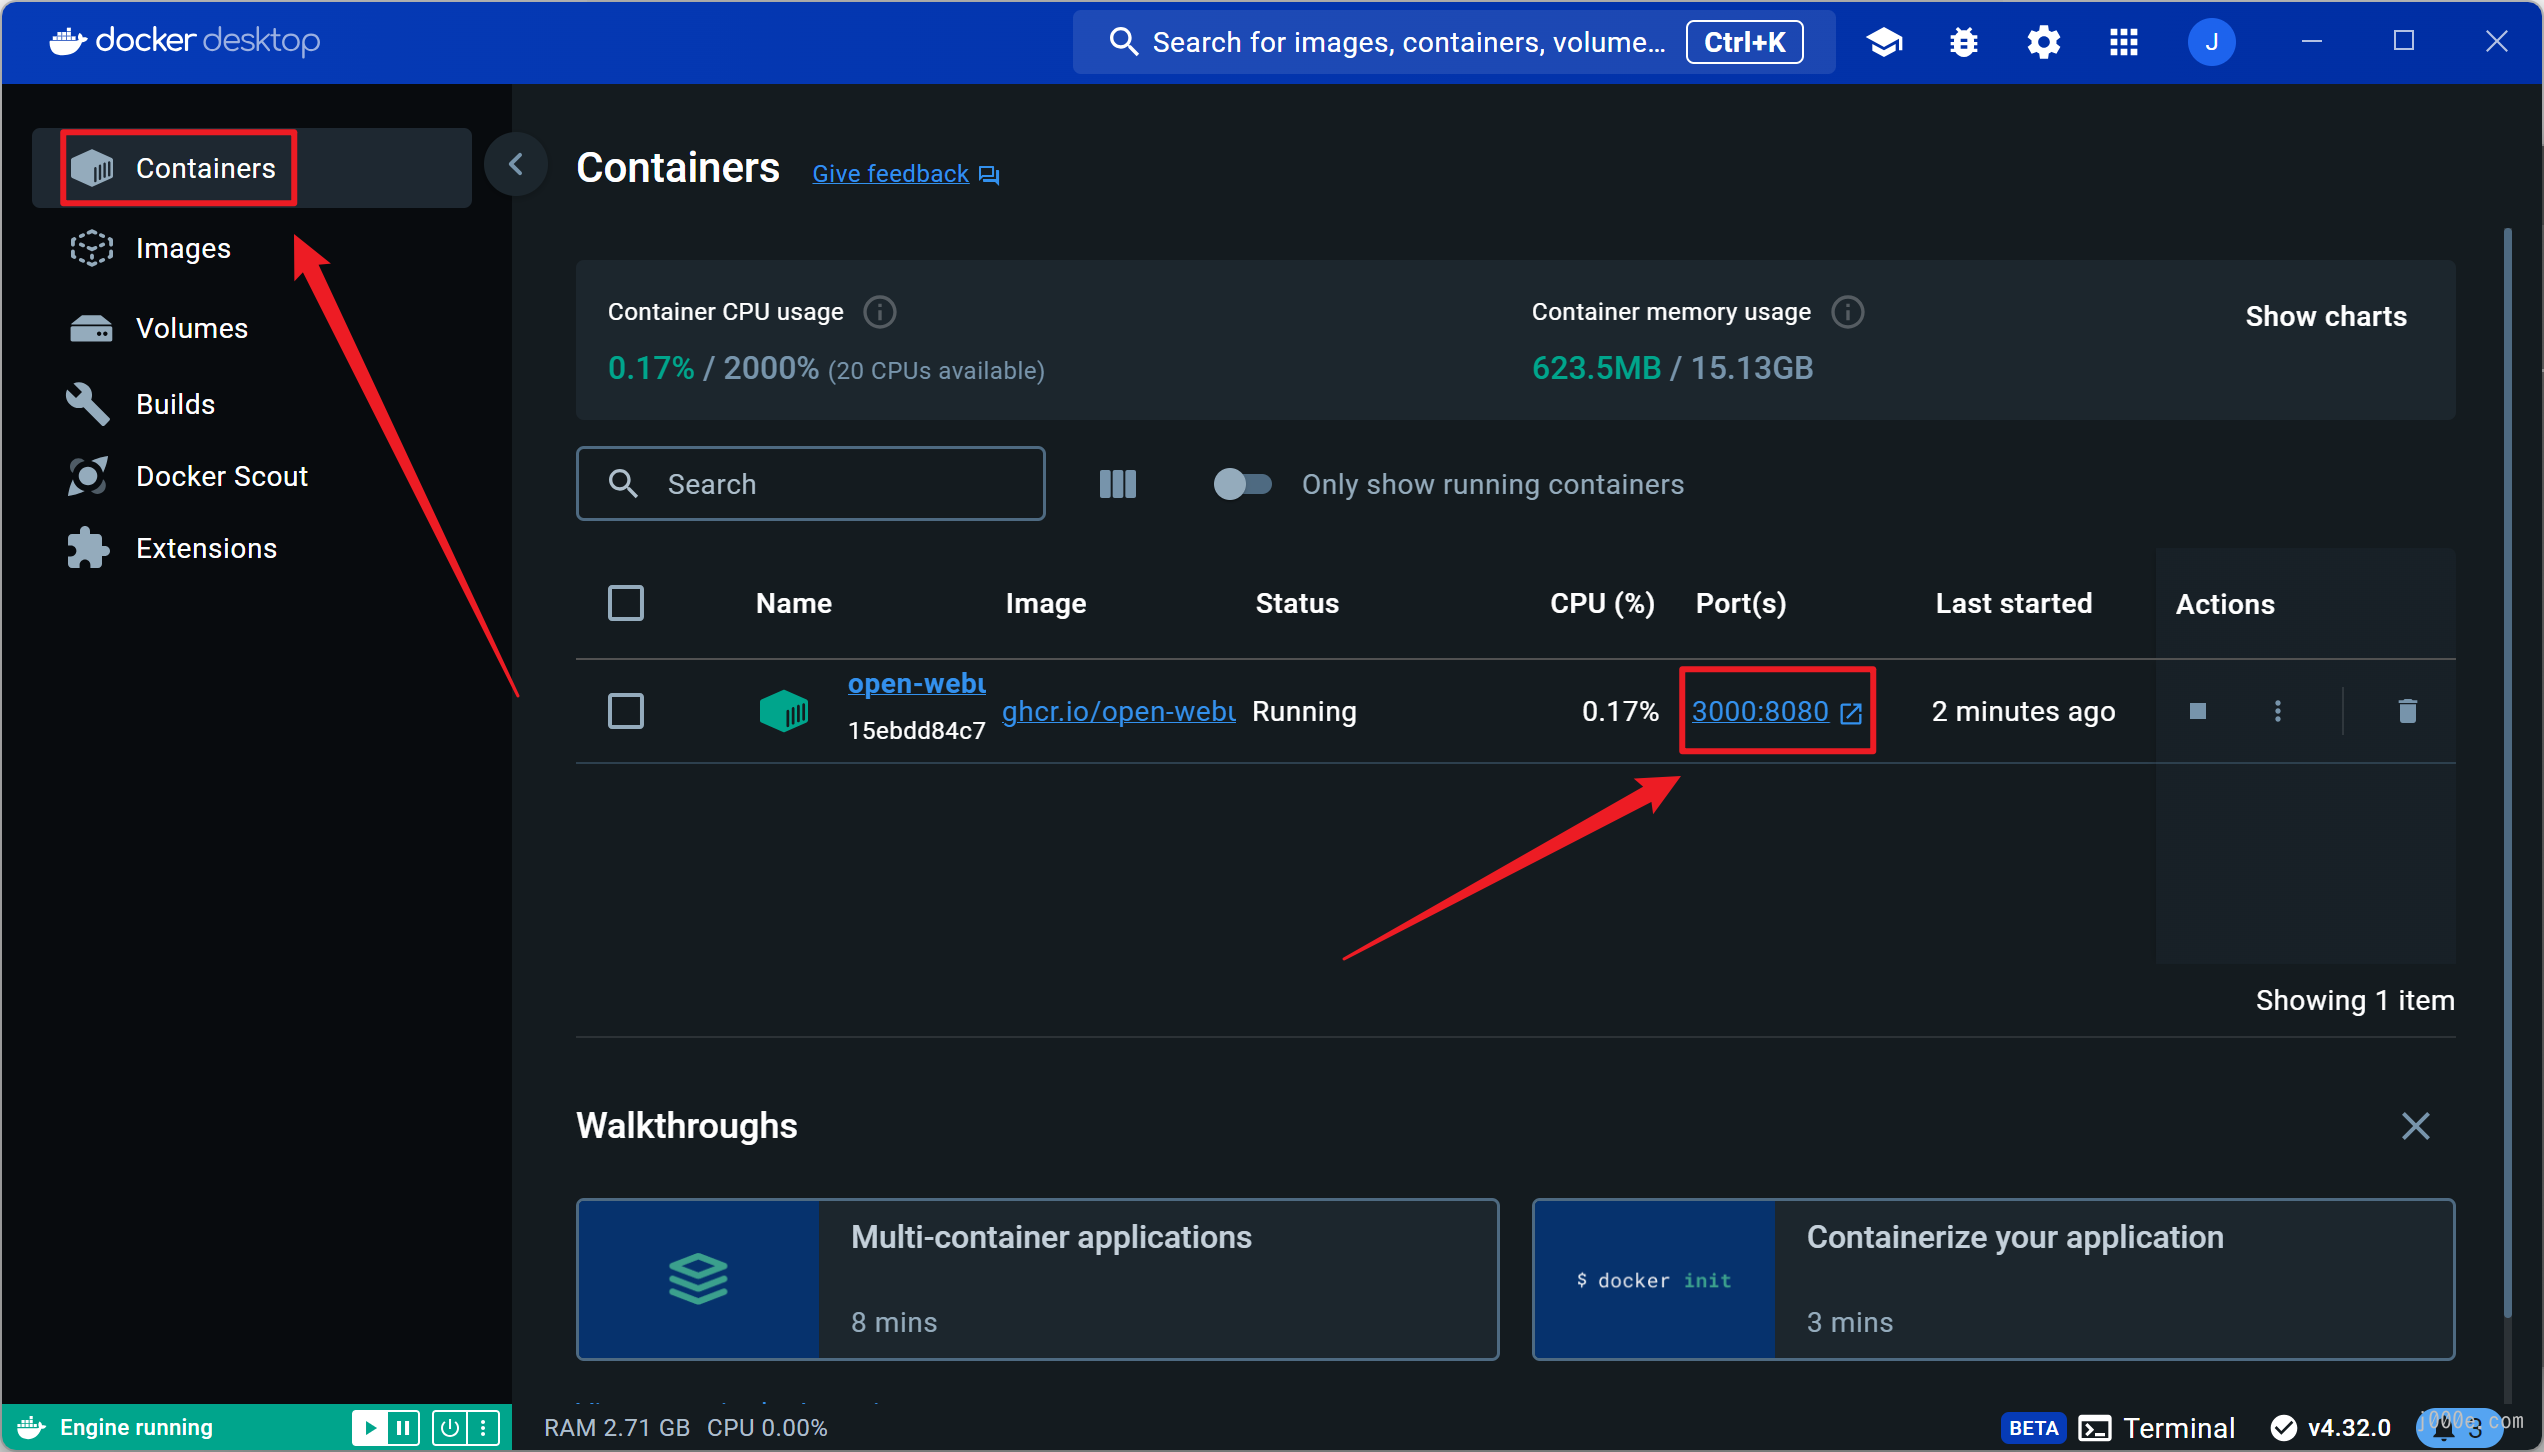 docker desktop
Search for images, containers, volume... Ctrl+K
J
Containers
Images
Volumes
Builds
Docker Scout
Extensions
Containers Give feedback
Container CPU usage
0.17% / 2000% (20 CPUs available)
Container memory usage
623.5MB / 15.13GB
Show charts
Search
Only show running containers
Name Image Status CPU (%) Port(s) Last started Actions
open-webu
15ebdd84c7
ghcr.io/open-webu Running 0.17% 3000:8080 2 minutes ago
Showing 1 item
Walkthroughs
Multi-container applications
8 mins
$ docker init
Containerize your application
3 mins
Engine running
RAM 2.71 GB CPU 0.00%
BETA Terminal v4.32.0
3
j000e.com